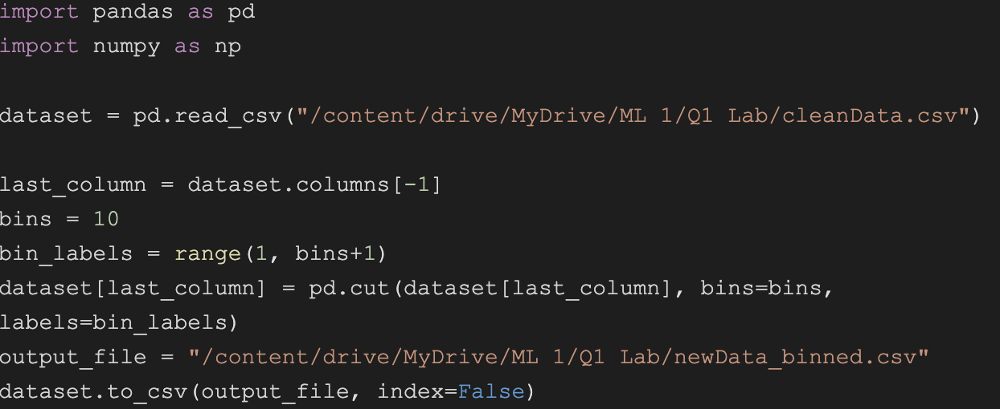 import pandas as pd
import numpy as np
dataset = pd.read_csv("/content/drive/MyDrive/ML 1/Q1 Lab/cleanData.csv")
last_column = dataset.columns[-1]
bins = 10
bin_labels = range(1, bins+1)
dataset[last_column] = pd.cut(dataset[last_column], bins=bins,
labels=bin_labels)
output_file = "/content/drive/MyDrive/ML 1/Q1 Lab/newData_binned.csv"
dataset.to_csv(output_file, index=False)